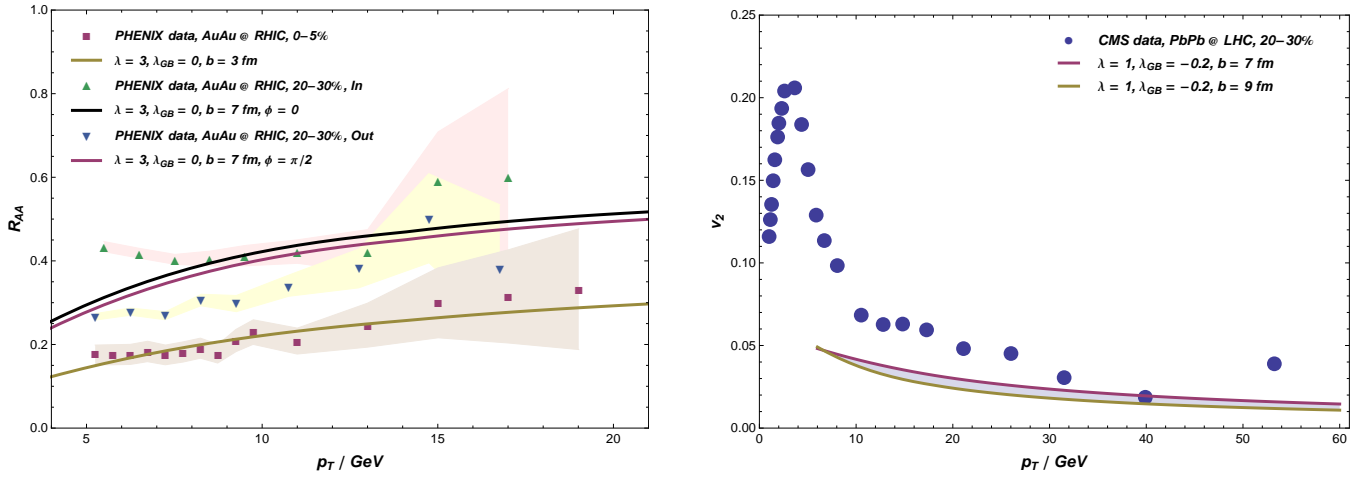 1.0
0.8
0.6
0.4
0.2
0.0
R_AA
PHENIX data, AuAu @ RHIC, 0–5%
λ = 3, λ_GB = 0, b = 3 fm
PHENIX data, AuAu @ RHIC, 20–30%, In
λ = 3, λ_GB = 0, b = 7 fm, ϕ = 0
PHENIX data, AuAu @ RHIC, 20–30%, Out
λ = 3, λ_GB = 0, b = 7 fm, ϕ = π/2
5 10 15 20
p_T / GeV
0.25
0.20
0.15
0.10
0.05
0.00
v_2
CMS data, PbPb @ LHC, 20–30%
λ = 1, λ_GB = −0.2, b = 7 fm
λ = 1, λ_GB = −0.2, b = 9 fm
0 10 20 30 40 50 60
p_T / GeV